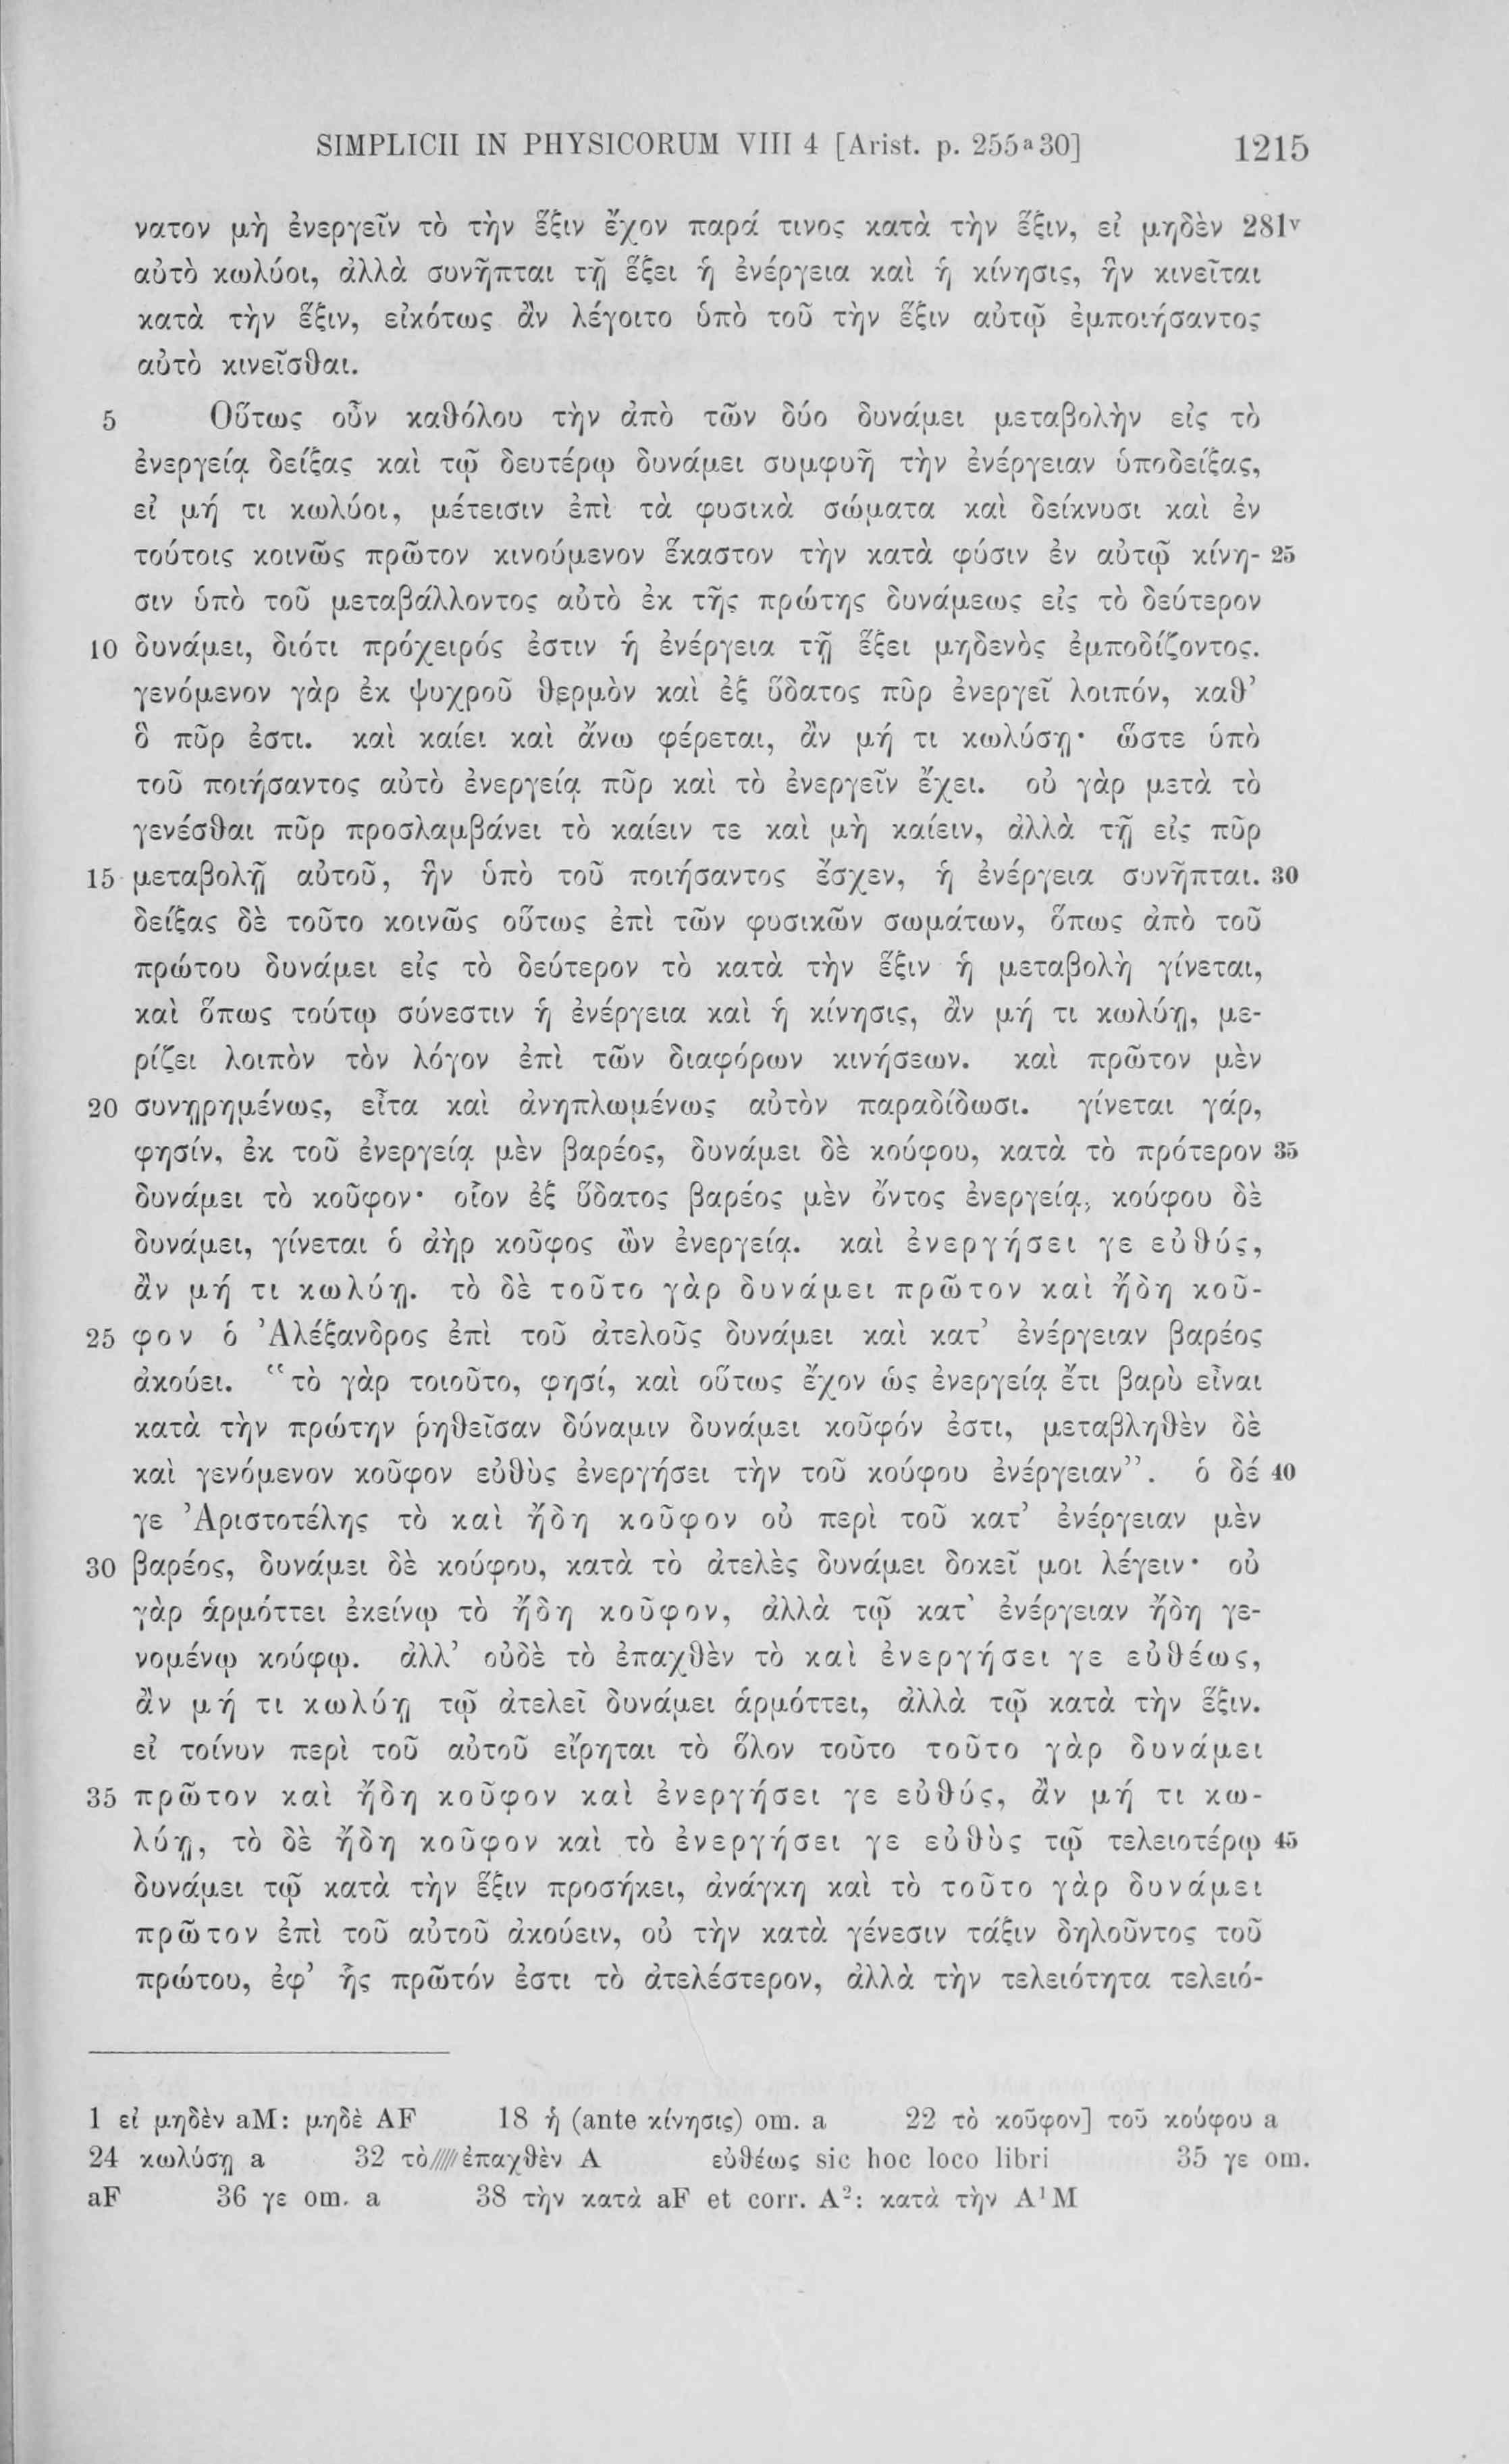 SIMPLICII IN PHYSICORUM VIII 4 [Arist. p. 255ª30] 1215
νατον μὴ ἐνεργεῖν τὸ τὴν ἕξιν ἔχον παρά τινος κατὰ τὴν ἕξιν, εἰ μηδὲν 281ᵛ
αὐτὸ κωλύοι, ἀλλὰ συνῆπται τῇ ἕξει ἡ ἐνέργεια καὶ ἡ κίνησις, ἣν κινεῖται
κατὰ τὴν ἕξιν, εἰκότως ἂν λέγοιτο ὑπὸ τοῦ τὴν ἕξιν αὐτῷ ἐμποιήσαντος
αὐτὸ κινεῖσθαι.
5 Οὕτως οὖν καθόλου τὴν ἀπὸ τῶν δύο δυνάμει μεταβολὴν εἰς τὸ
ἐνεργείᾳ δείξας καὶ τῷ δευτέρῳ δυνάμει συμφυῆ τὴν ἐνέργειαν ὑποδείξας,
εἰ μή τι κωλύοι, μέτεισιν ἐπὶ τὰ φυσικὰ σώματα καὶ δείκνυσι καὶ ἐν
τούτοις κοινῶς πρῶτον κινούμενον ἕκαστον τὴν κατὰ φύσιν ἐν αὐτῷ κίνη- 25
σιν ὑπὸ τοῦ μεταβάλλοντος αὐτὸ ἐκ τῆς πρώτης δυνάμεως εἰς τὸ δεύτερον
10 δυνάμει, διότι πρόχειρός ἐστιν ἡ ἐνέργεια τῇ ἕξει μηδενὸς ἐμποδίζοντος.
γενόμενον γὰρ ἐκ ψυχροῦ θερμὸν καὶ ἐξ ὕδατος πῦρ ἐνεργεῖ λοιπόν, καθ’
ὃ πῦρ ἐστι. καὶ καίει καὶ ἄνω φέρεται, ἂν μή τι κωλύσῃ· ὥστε ὑπὸ
τοῦ ποιήσαντος αὐτὸ ἐνεργείᾳ πῦρ καὶ τὸ ἐνεργεῖν ἔχει. οὐ γὰρ μετὰ τὸ
γενέσθαι πῦρ προσλαμβάνει τὸ καίειν τε καὶ μὴ καίειν, ἀλλὰ τῇ εἰς πῦρ
15 μεταβολῇ αὐτοῦ, ἣν ὑπὸ τοῦ ποιήσαντος ἔσχεν, ἡ ἐνέργεια συνῆπται. 30
δείξας δὲ τοῦτο κοινῶς οὕτως ἐπὶ τῶν φυσικῶν σωμάτων, ὅπως ἀπὸ τοῦ
πρώτου δυνάμει εἰς τὸ δεύτερον τὸ κατὰ τὴν ἕξιν ἡ μεταβολὴ γίνεται,
καὶ ὅπως τούτῳ σύνεστιν ἡ ἐνέργεια καὶ ἡ κίνησις, ἂν μή τι κωλύῃ, με-
ρίζει λοιπὸν τὸν λόγον ἐπὶ τῶν διαφόρων κινήσεων. καὶ πρῶτον μὲν
20 συνῃρημένως, εἶτα καὶ ἀνηπλωμένως αὐτὸν παραδίδωσι. γίνεται γάρ,
φησίν, ἐκ τοῦ ἐνεργείᾳ μὲν βαρέος, δυνάμει δὲ κούφου, κατὰ τὸ πρότερον 35
δυνάμει τὸ κοῦφον· οἷον ἐξ ὕδατος βαρέος μὲν ὄντος ἐνεργείᾳ, κούφου δὲ
δυνάμει, γίνεται ὁ ἀὴρ κοῦφος ὢν ἐνεργείᾳ. καὶ ἐνεργήσει γε εὐθύς,
ἂν μή τι κωλύῃ. τὸ δὲ τοῦτο γὰρ δυνάμει πρῶτον καὶ ἤδη κοῦ-
25 φον ὁ Ἀλέξανδρος ἐπὶ τοῦ ἀτελοῦς δυνάμει καὶ κατ’ ἐνέργειαν βαρέος
ἀκούει. “τὸ γὰρ τοιοῦτο, φησί, καὶ οὕτως ἔχον ὡς ἐνεργείᾳ ἔτι βαρὺ εἶναι
κατὰ τὴν πρώτην ῥηθεῖσαν δύναμιν δυνάμει κοῦφόν ἐστι, μεταβληθὲν δὲ
καὶ γενόμενον κοῦφον εὐθὺς ἐνεργήσει τὴν τοῦ κούφου ἐνέργειαν”. ὁ δέ 40
γε Ἀριστοτέλης τὸ καὶ ἤδη κοῦφον οὐ περὶ τοῦ κατ’ ἐνέργειαν μὲν
30 βαρέος, δυνάμει δὲ κούφου, κατὰ τὸ ἀτελὲς δυνάμει δοκεῖ μοι λέγειν· οὐ
γὰρ ἁρμόττει ἐκείνῳ τὸ ἤδη κοῦφον, ἀλλὰ τῷ κατ’ ἐνέργειαν ἤδη γε-
νομένῳ κούφῳ. ἀλλ’ οὐδὲ τὸ ἐπαχθὲν τὸ καὶ ἐνεργήσει γε εὐθέως,
ἂν μή τι κωλύῃ τῷ ἀτελεῖ δυνάμει ἁρμόττει, ἀλλὰ τῷ κατὰ τὴν ἕξιν.
εἰ τοίνυν περὶ τοῦ αὐτοῦ εἴρηται τὸ ὅλον τοῦτο τοῦτο γὰρ δυνάμει
35 πρῶτον καὶ ἤδη κοῦφον καὶ ἐνεργήσει γε εὐθύς, ἂν μή τι κω-
λύῃ, τὸ δὲ ἤδη κοῦφον καὶ τὸ ἐνεργήσει γε εὐθὺς τῷ τελειοτέρῳ 45
δυνάμει τῷ κατὰ τὴν ἕξιν προσήκει, ἀνάγκη καὶ τὸ τοῦτο γὰρ δυνάμει
πρῶτον ἐπὶ τοῦ αὐτοῦ ἀκούειν, οὐ τὴν κατὰ γένεσιν τάξιν δηλοῦντος τοῦ
πρώτου, ἐφ’ ἧς πρῶτόν ἐστι τὸ ἀτελέστερον, ἀλλὰ τὴν τελειότητα τελειό-
1 εἰ μηδὲν aM: μηδὲ AF 18 ἡ (ante κίνησις) om. a 22 τὸ κοῦφον] τοῦ κούφου a
24 κωλύσῃ a 32 τὸ/////ἐπαχθὲν A εὐθέως sic hoc loco libri 35 γε om.
aF 36 γε om. a 38 τὴν κατὰ aF et corr. A²: κατὰ τὴν A¹M